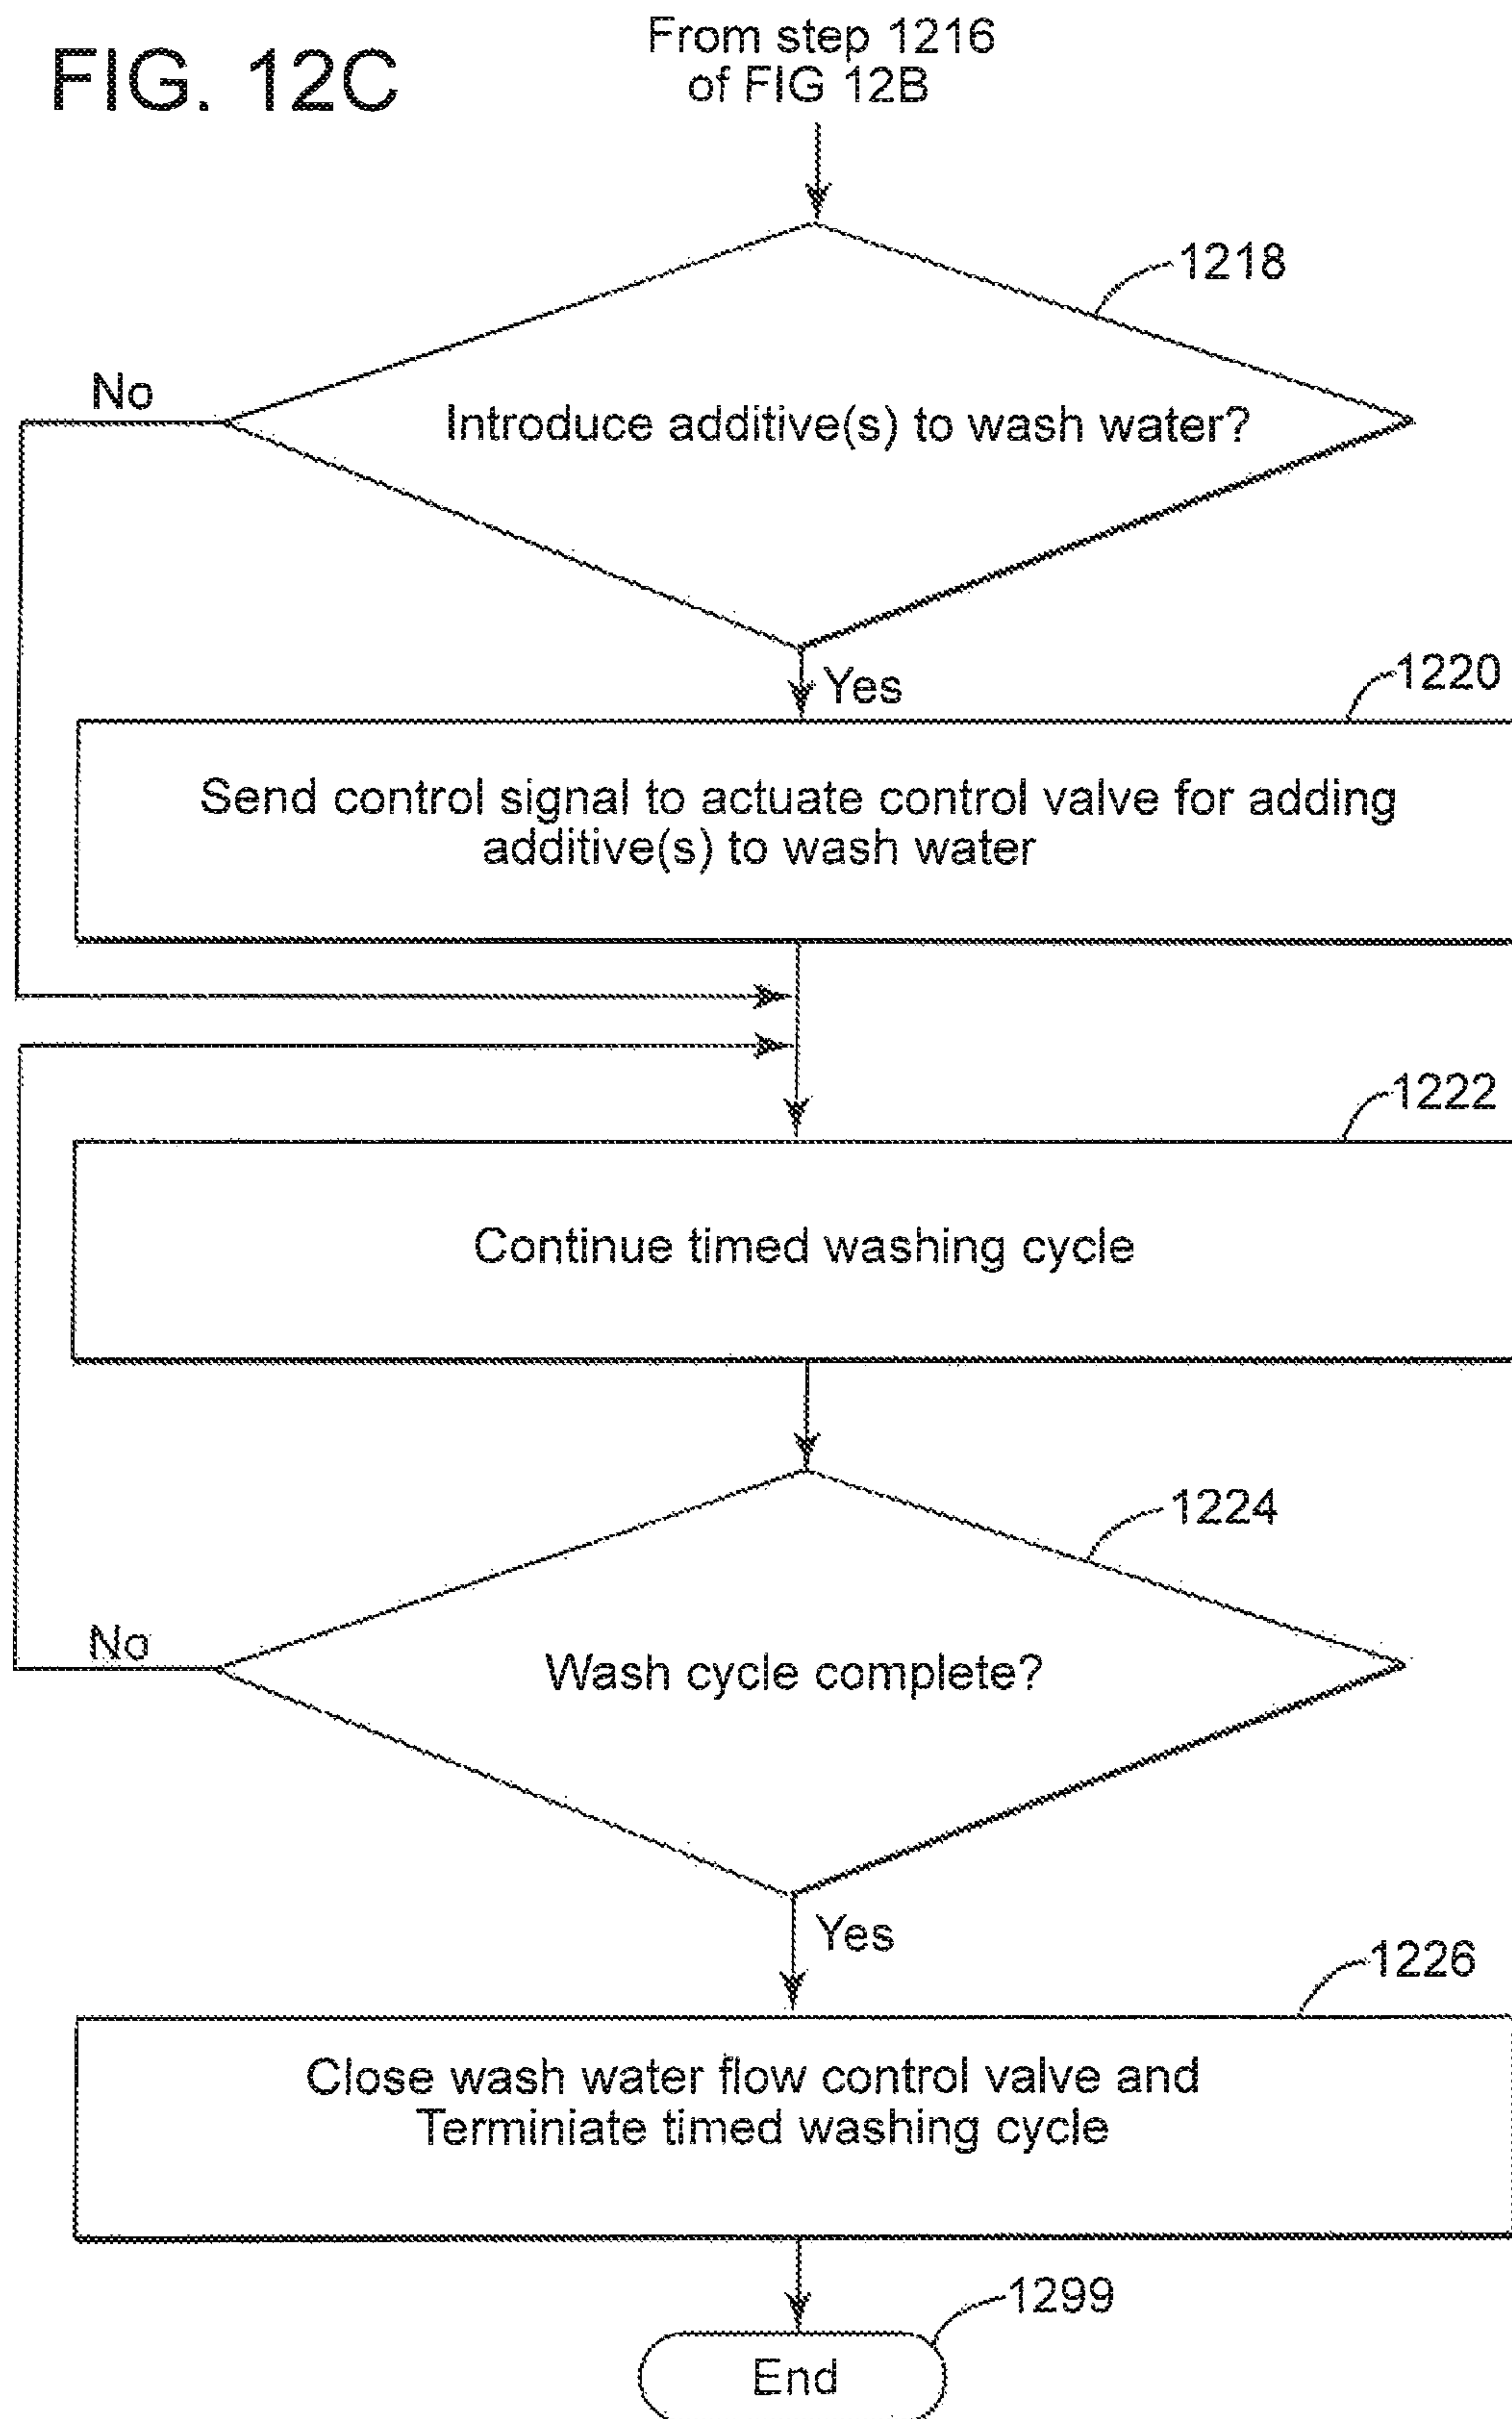 FIG. 12C
From step 1216
of FIG 12B
1218
No
Introduce additive(s) to wash water?
Yes
1220
Send control signal to actuate control valve for adding
additive(s) to wash water
1222
Continue timed washing cycle
1224
No
Wash cycle complete?
Yes
1226
Close wash water flow control valve and
Terminiate timed washing cycle
1299
End